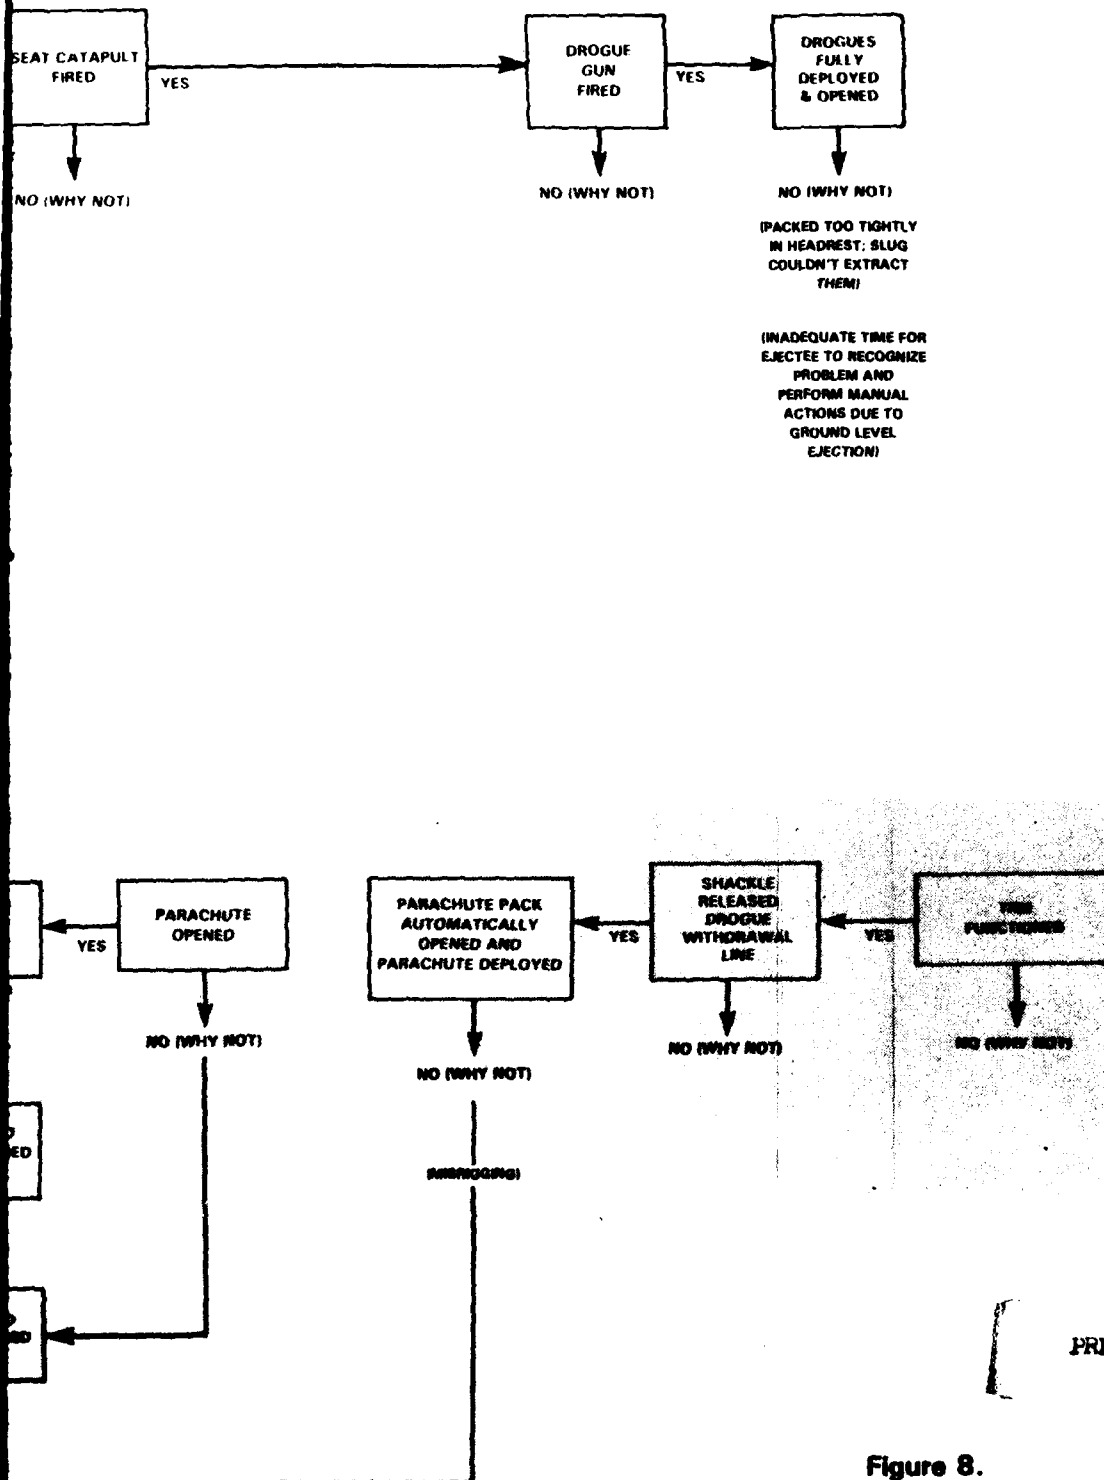 SEAT CATAPULT
FIRED
YES
NO (WHY NOT)
DROGUE
GUN
FIRED
YES
NO (WHY NOT)
DROGUES
FULLY
DEPLOYED
& OPENED
NO (WHY NOT)
(PACKED TOO TIGHTLY
IN HEADREST; SLUG
COULDN'T EXTRACT
THEM)
(INADEQUATE TIME FOR
EJECTEE TO RECOGNIZE
PROBLEM AND
PERFORM MANUAL
ACTIONS DUE TO
GROUND LEVEL
EJECTION)
FUNCTIONED
YES
NO (WHY NOT)
SHACKLE
RELEASED
DROGUE
WITHDRAWAL
LINE
YES
NO (WHY NOT)
PARACHUTE PACK
AUTOMATICALLY
OPENED AND
PARACHUTE DEPLOYED
NO (WHY NOT)
(MISRIGGING)
PARACHUTE
OPENED
YES
NO (WHY NOT)
ED
PRE
Figure 8.